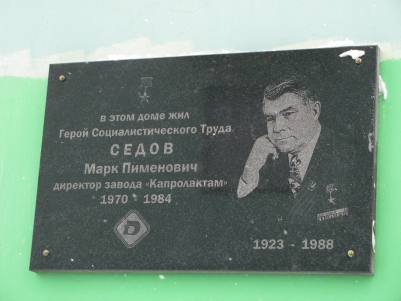 в этом доме жил
Герой Социалистического Труда
СЕДОВ
Марк Пименович
директор завода «Капролактам»
1970 - 1984
1923 - 1988